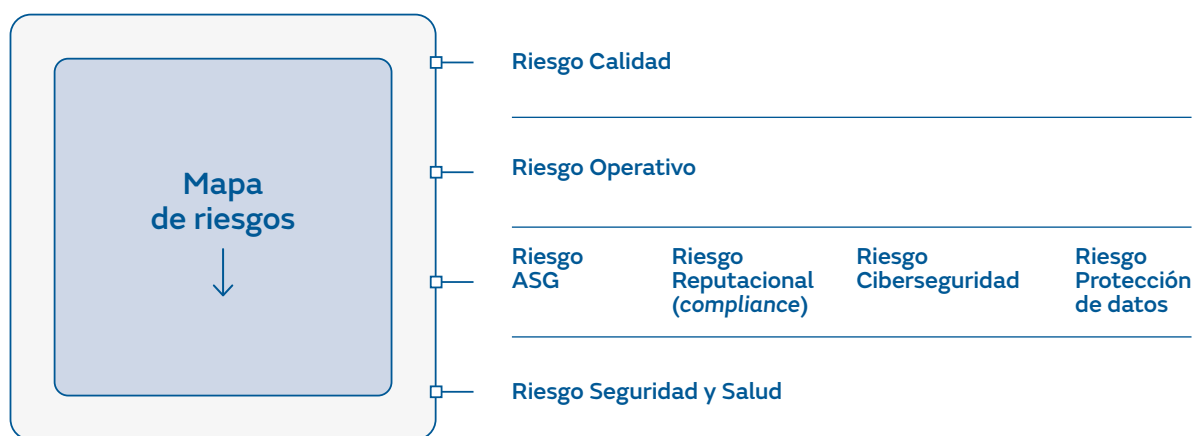 Mapa
de riesgos
Riesgo Calidad
Riesgo Operativo
Riesgo
ASG
Riesgo
Reputacional
(compliance)
Riesgo
Ciberseguridad
Riesgo
Protección
de datos
Riesgo Seguridad y Salud